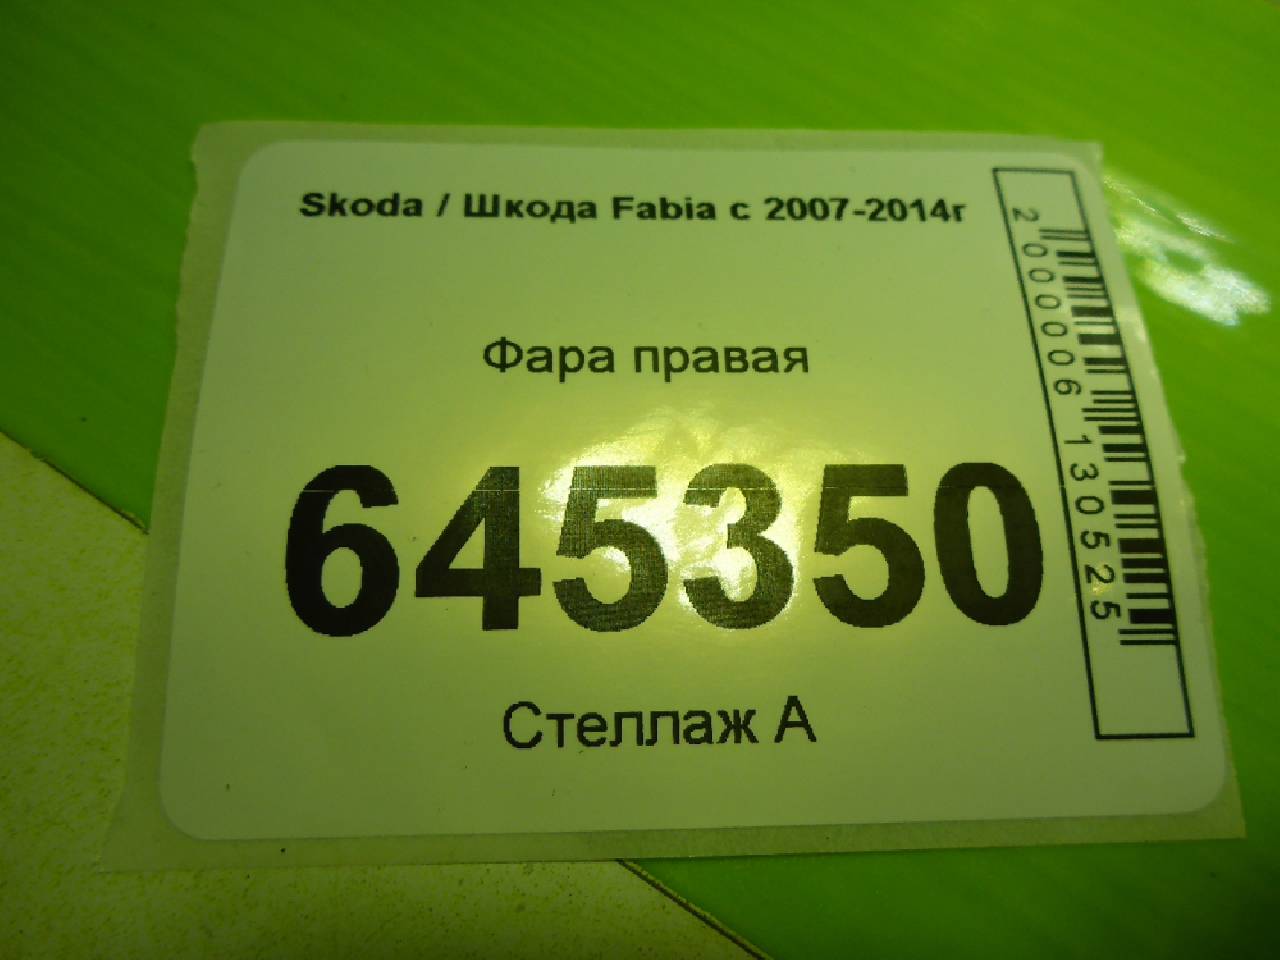 Skoda / Шкода Fabia с 2007-2014г
Фара правая
645350
Стеллаж А
2000006130525